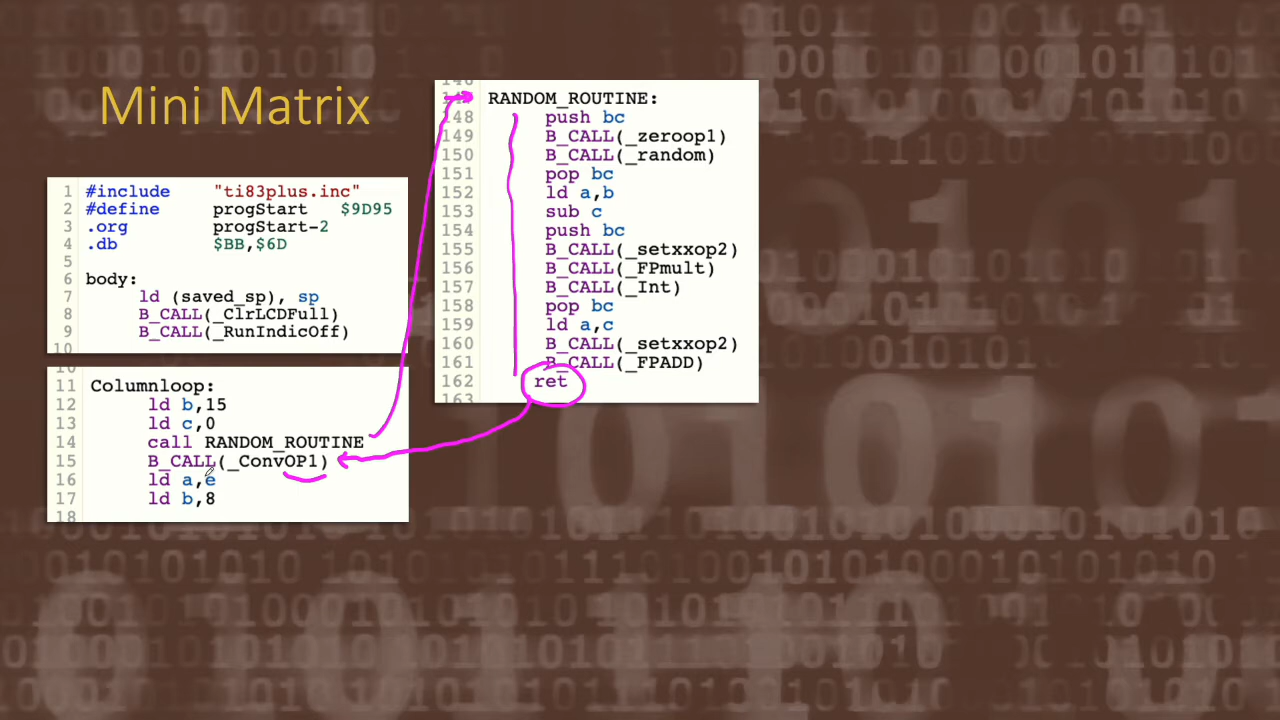 Mini Matrix
1 #include "ti83plus.inc"
2 #define progStart $9D95
3 .org progStart-2
4 .db $BB,$6D
5
6 body:
7 ld (saved_sp), sp
8 B_CALL(_ClrLCDFull)
9 B_CALL(_RunIndicOff)
10
11 Columnloop:
12 ld b,15
13 ld c,0
14 call RANDOM_ROUTINE
15 B_CALL(_ConvOP1)
16 ld a,e
17 ld b,8
18
146
RANDOM_ROUTINE:
148 push bc
149 B_CALL(_zeroop1)
150 B_CALL(_random)
151 pop bc
152 ld a,b
153 sub c
154 push bc
155 B_CALL(_setxxop2)
156 B_CALL(_FPmult)
157 B_CALL(_Int)
158 pop bc
159 ld a,c
160 B_CALL(_setxxop2)
161 B_CALL(_FPADD)
162 ret
163